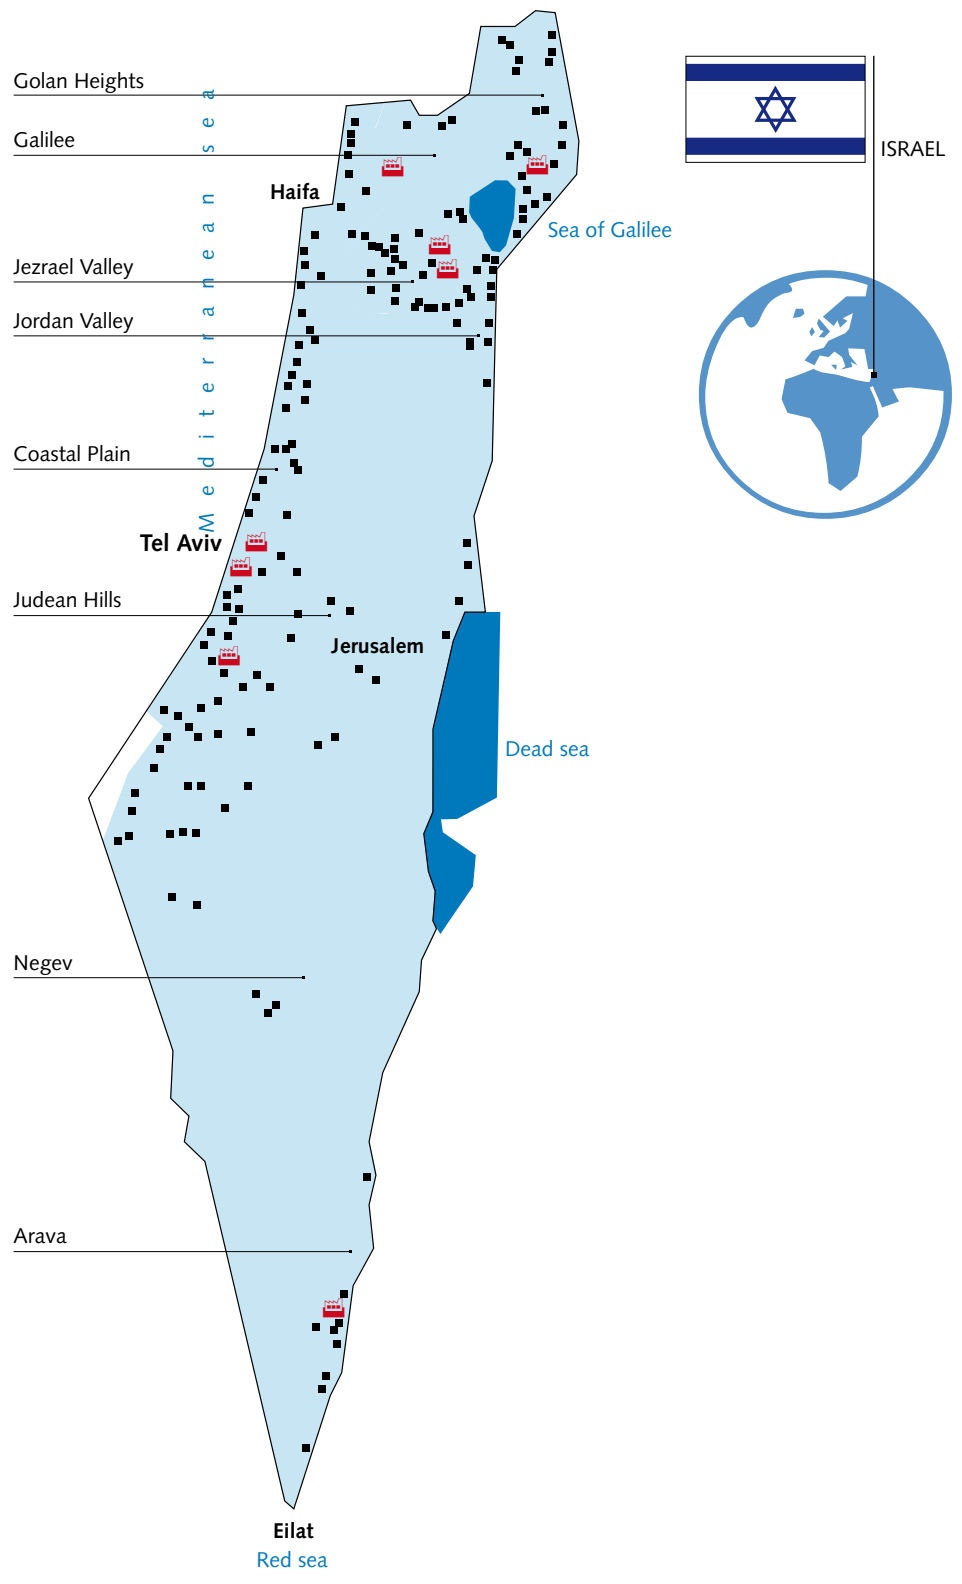 Golan Heights
Galilee
ISRAEL
Haifa
Sea of Galilee
Jezrael Valley
Jordan Valley
Mediterranean sea
Coastal Plain
Tel Aviv
Judean Hills
Jerusalem
Dead sea
Negev
Arava
Eilat
Red sea